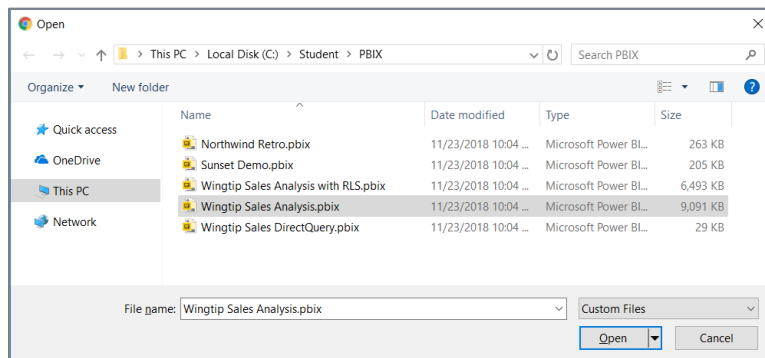 Open
This PC > Local Disk (C:) > Student > PBIX
Search PBIX
Organize
New folder
Name
Date modified
Type
Size
Quick access
OneDrive
This PC
Network
Northwind Retro.pbix 11/23/2018 10:04 ... Microsoft Power BI... 263 KB
Sunset Demo.pbix 11/23/2018 10:04 ... Microsoft Power BI... 205 KB
Wingtip Sales Analysis with RLS.pbix 11/23/2018 10:04 ... Microsoft Power BI... 6,493 KB
Wingtip Sales Analysis.pbix 11/23/2018 10:04 ... Microsoft Power BI... 9,091 KB
Wingtip Sales DirectQuery.pbix 11/23/2018 10:04 ... Microsoft Power BI... 29 KB
File name: Wingtip Sales Analysis.pbix
Custom Files
Open
Cancel